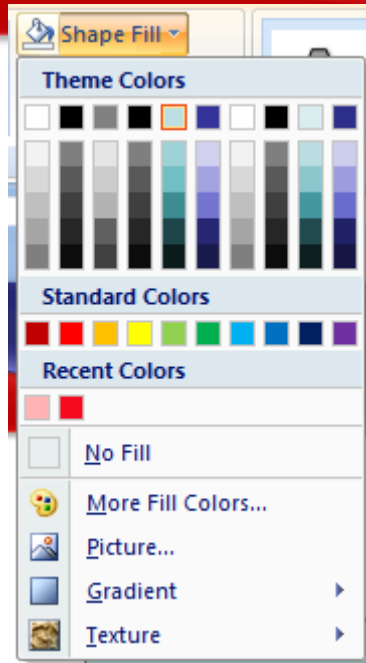 Shape Fill
Theme Colors
Standard Colors
Recent Colors
No Fill
More Fill Colors...
Picture...
Gradient
Texture